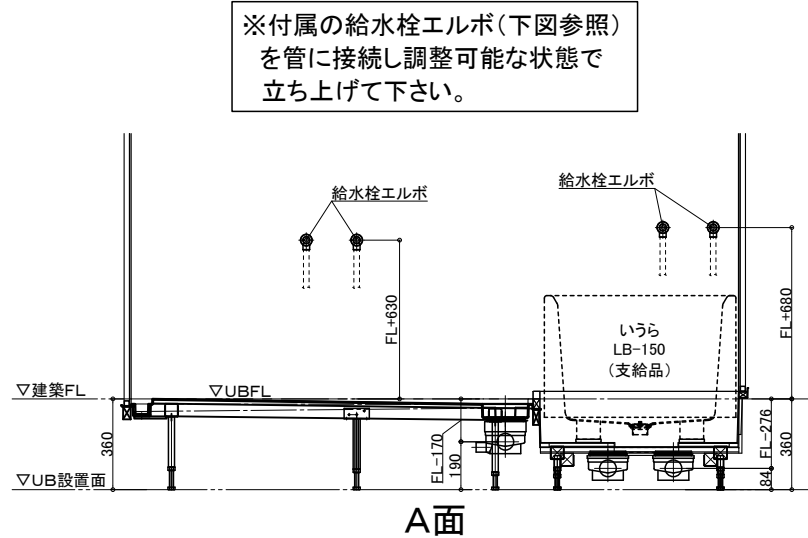 ※付属の給水栓エルボ(下図参照)
を管に接続し調整可能な状態で
立ち上げて下さい。
給水栓エルボ
給水栓エルボ
FL+630
FL+680
いうら
LB-150
(支給品)
▽建築FL
▽UBFL
360
FL-170
190
FL-276
84
360
▽UB設置面
A面